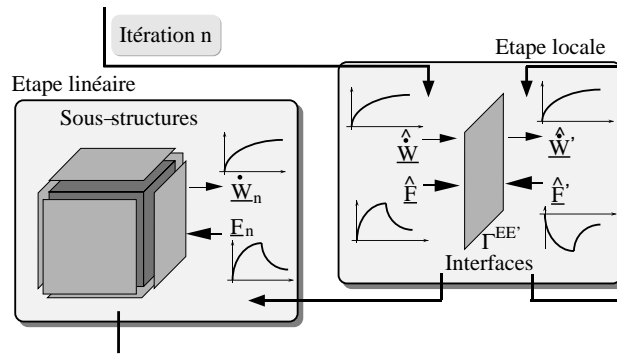 Itération n
Etape locale
Etape linéaire
Sous–structures
Ẇn
Fn
Ŵ̇
Ŵ̇'
F̂
F̂'
Γ^EE'
Interfaces